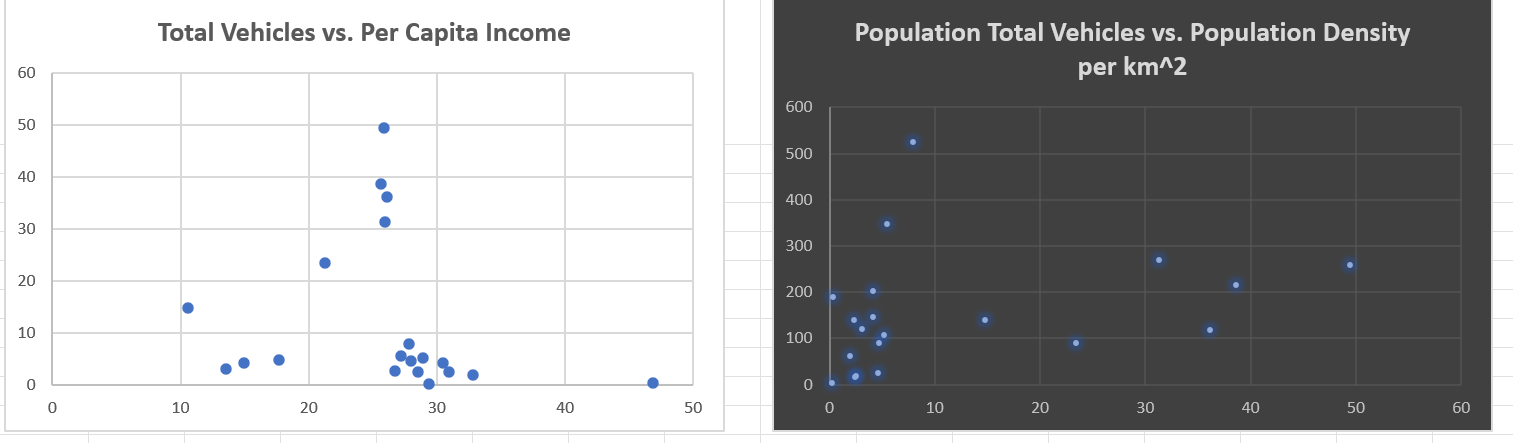 Total Vehicles vs. Per Capita Income
60
50
40
30
20
10
0
0 10 20 30 40 50
Population Total Vehicles vs. Population Density
per km^2
600
500
400
300
200
100
0
0 10 20 30 40 50 60